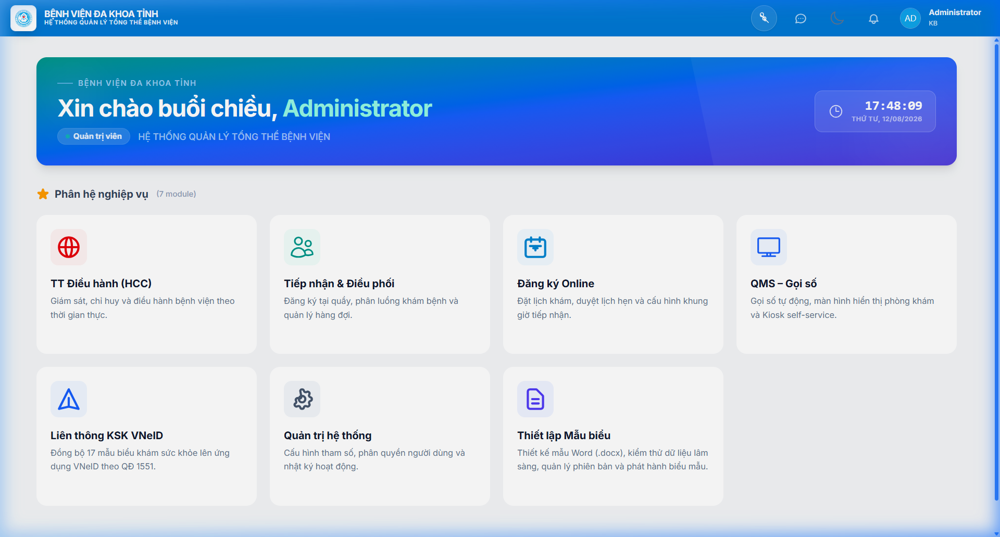 BỆNH VIỆN ĐA KHOA TỈNH
HỆ THỐNG QUẢN LÝ TỔNG THỂ BỆNH VIỆN
AD
Administrator
KB
BỆNH VIỆN ĐA KHOA TỈNH
Xin chào buổi chiều, Administrator
Quản trị viên
HỆ THỐNG QUẢN LÝ TỔNG THỂ BỆNH VIỆN
17:48:09
THỨ TƯ, 12/08/2026
Phân hệ nghiệp vụ (7 module)
TT Điều hành (HCC)
Giám sát, chỉ huy và điều hành bệnh viện theo
thời gian thực.
Tiếp nhận & Điều phối
Đăng ký tại quầy, phân luồng khám bệnh và
quản lý hàng đợi.
Đăng ký Online
Đặt lịch khám, duyệt lịch hẹn và cấu hình khung
giờ tiếp nhận.
QMS – Gọi số
Gọi số tự động, màn hình hiển thị phòng khám
và Kiosk self-service.
Liên thông KSK VNeID
Đồng bộ 17 mẫu biểu khám sức khỏe lên ứng
dụng VNeID theo QĐ 1551.
Quản trị hệ thống
Cấu hình tham số, phân quyền người dùng và
nhật ký hoạt động.
Thiết lập Mẫu biểu
Thiết kế mẫu Word (.docx), kiểm thử dữ liệu lâm
sàng, quản lý phiên bản và phát hành biểu mẫu.